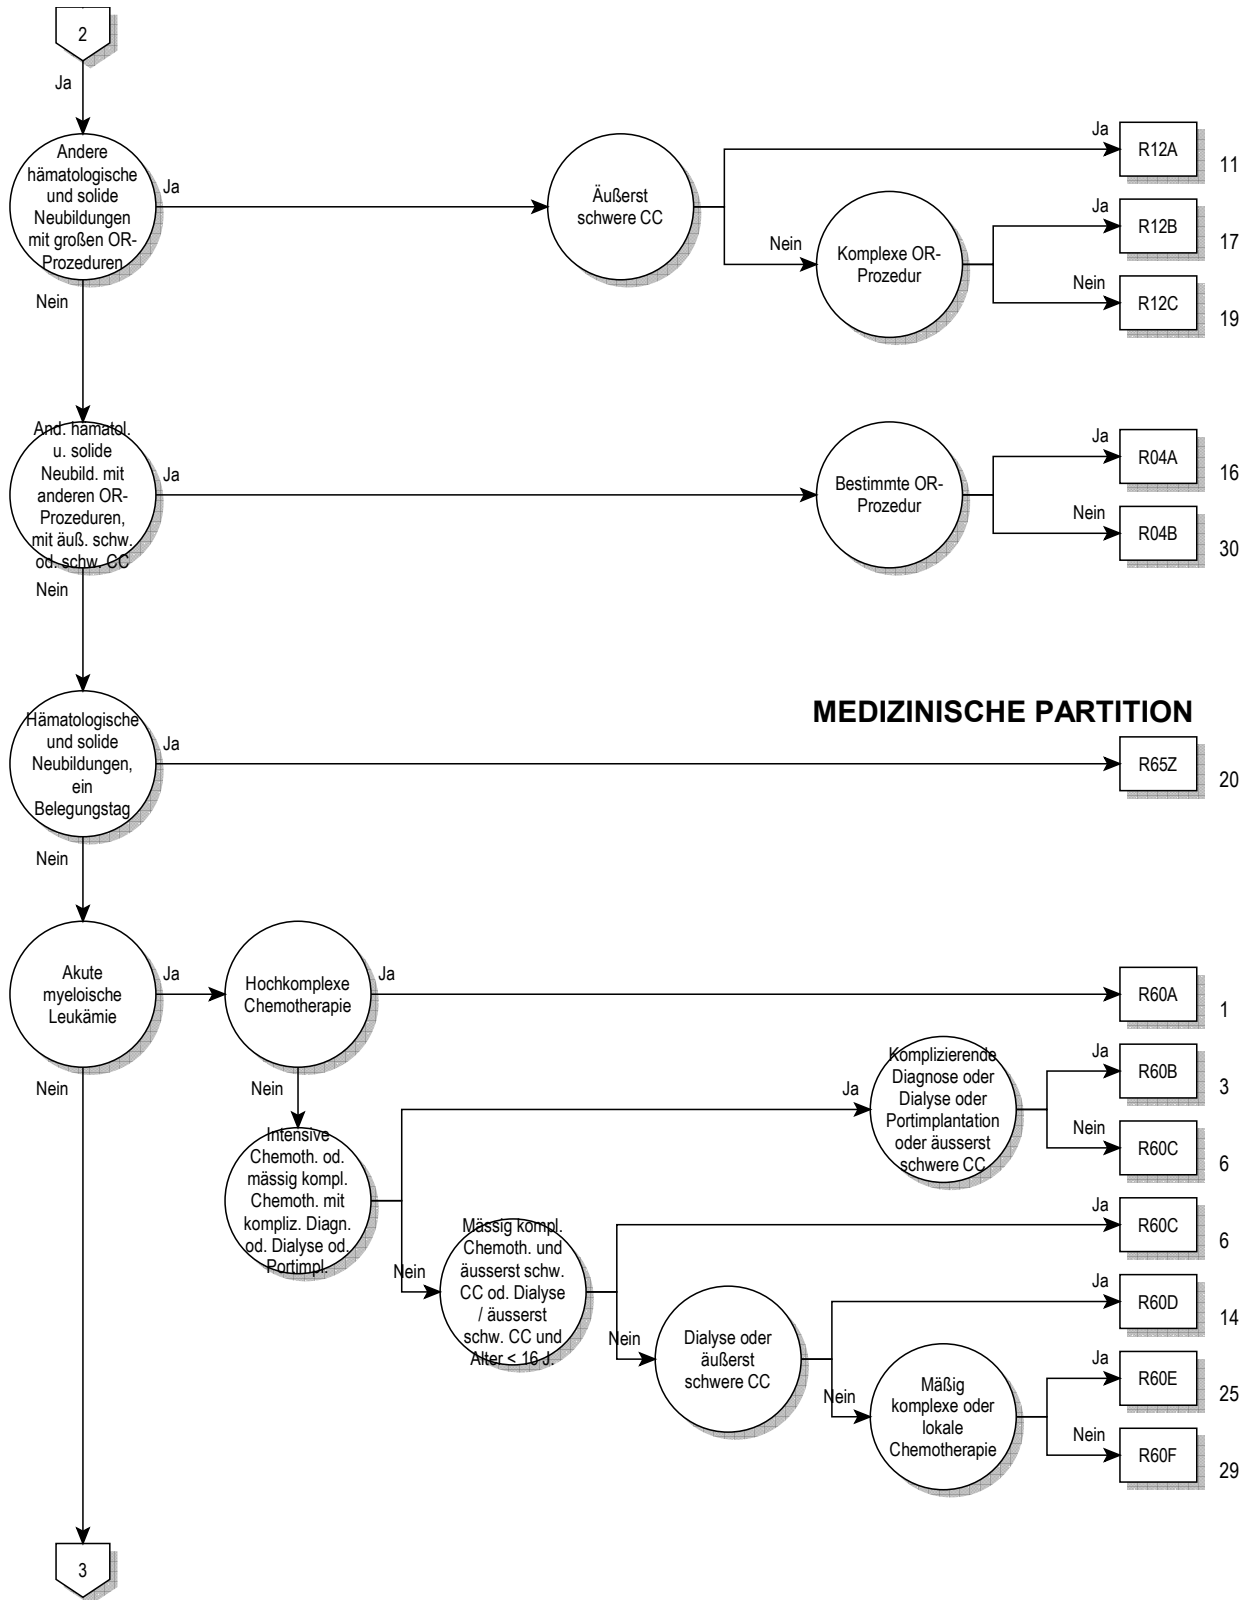 2
Ja
Andere
hämatologische
und solide
Neubildungen
mit großen OR-
Prozeduren
Ja
Nein
Äußerst
schwere CC
Ja
R12A
11
Nein
Komplexe OR-
Prozedur
Ja
R12B
17
Nein
R12C
19
And. hämatol.
u. solide
Neubild. mit
anderen OR-
Prozeduren,
mit äuß. schw.
od. schw. CC
Ja
Nein
Bestimmte OR-
Prozedur
Ja
R04A
16
Nein
R04B
30
MEDIZINISCHE PARTITION
Hämatologische
und solide
Neubildungen,
ein
Belegungstag
Ja
R65Z
20
Nein
Akute
myeloische
Leukämie
Ja
Nein
Hochkomplexe
Chemotherapie
Ja
R60A
1
Nein
Intensive
Chemoth. od.
mässig kompl.
Chemoth. mit
kompliz. Diagn.
od. Dialyse od.
Portimpl.
Ja
Komplizierende
Diagnose oder
Dialyse oder
Portimplantation
oder äusserst
schwere CC
Ja
R60B
3
Nein
R60C
6
Nein
Mässig kompl.
Chemoth. und
äusserst schw.
CC od. Dialyse
/ äusserst
schw. CC und
Alter < 16 J.
Ja
R60C
6
Nein
Dialyse oder
äußerst
schwere CC
Ja
R60D
14
Nein
Mäßig
komplexe oder
lokale
Chemotherapie
Ja
R60E
25
Nein
R60F
29
3